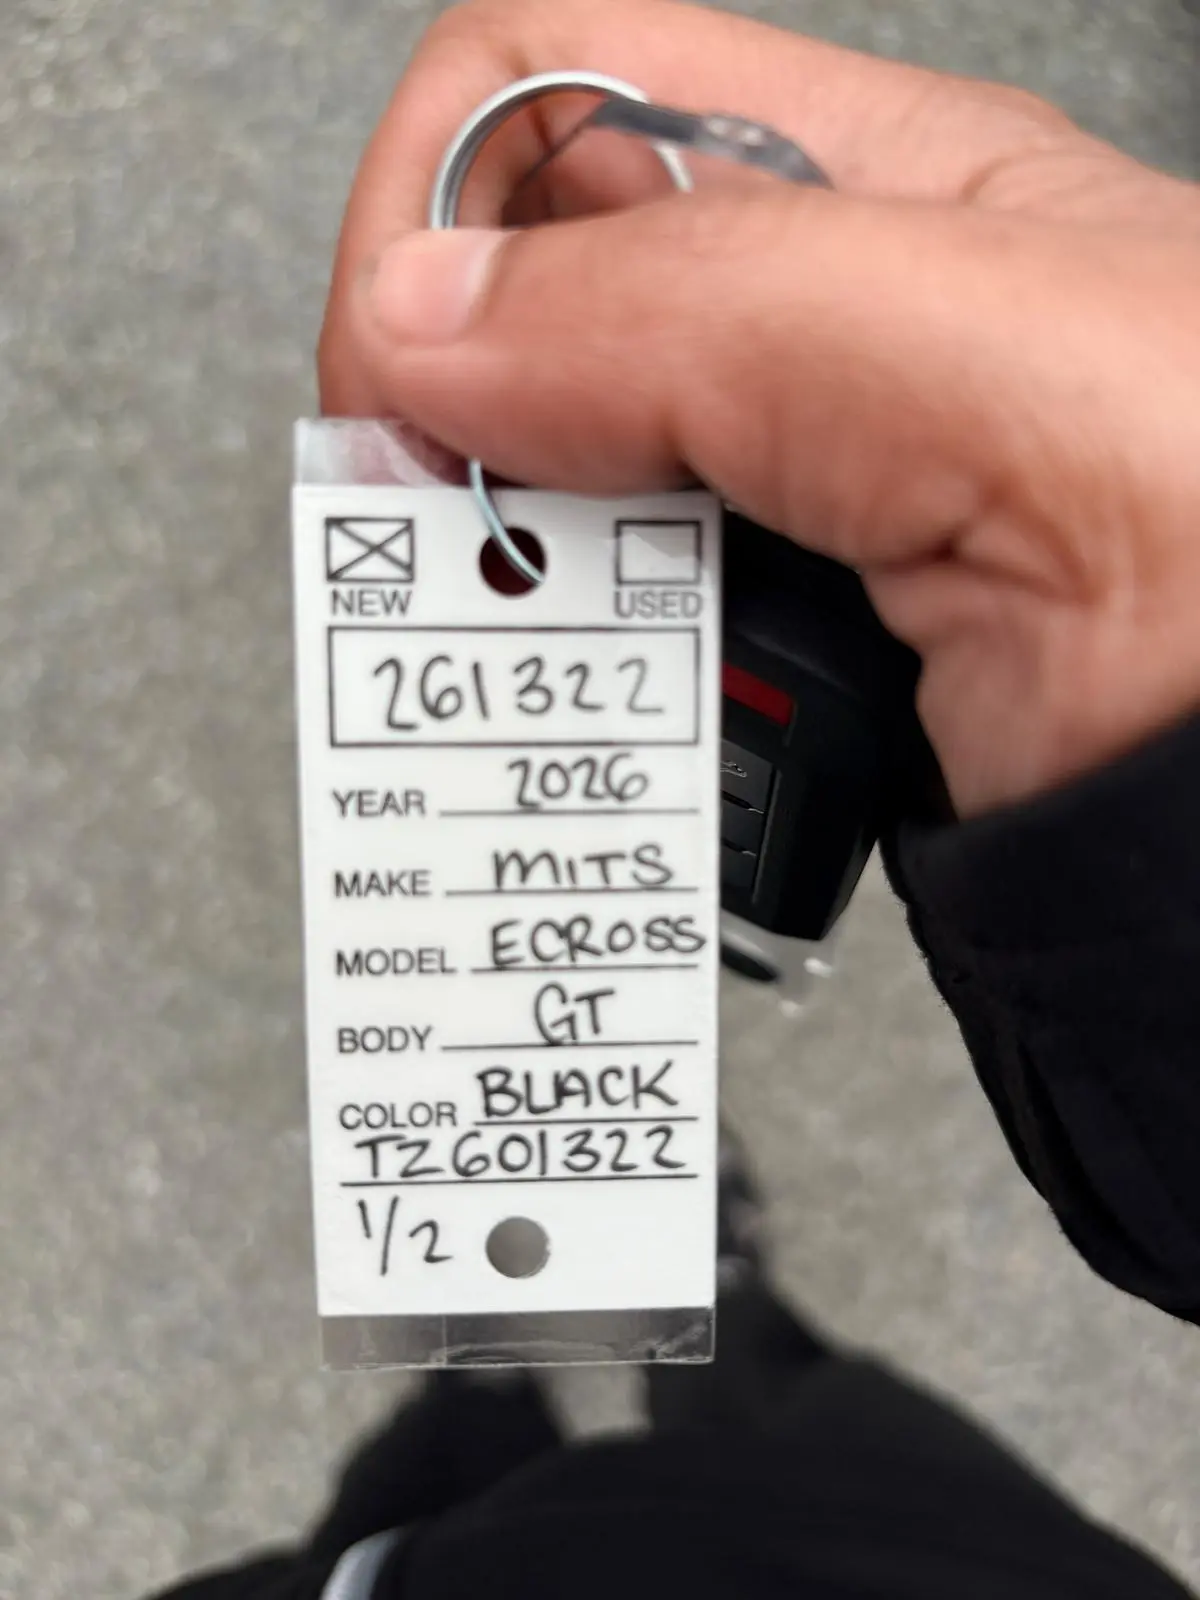 NEW USED
261322
YEAR 2026
MAKE MITS
MODEL ECROSS
BODY GT
COLOR BLACK
TZ601322
1/2